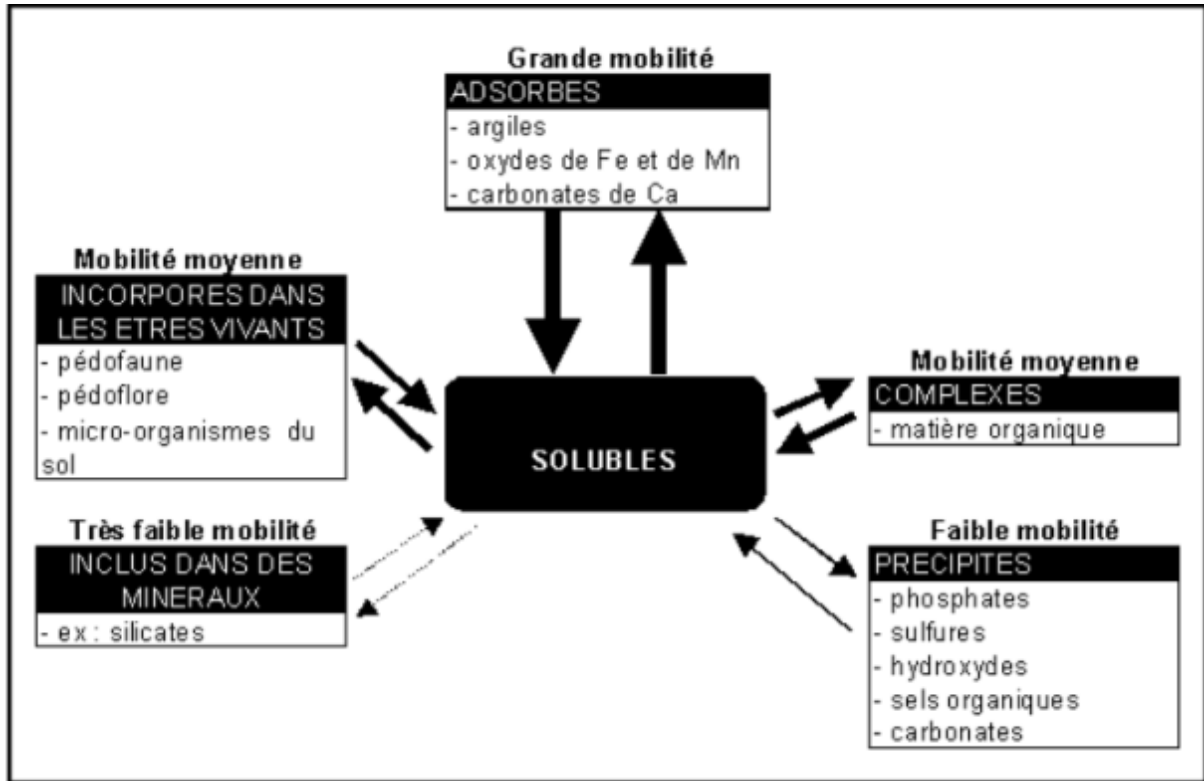 Grande mobilité
ADSORBES
- argiles
- oxydes de Fe et de Mn
- carbonates de Ca
Mobilité moyenne
INCORPORES DANS
LES ETRES VIVANTS
- pédofaune
- pédoflore
- micro-organismes du
sol
SOLUBLES
Mobilité moyenne
COMPLEXES
- matière organique
Très faible mobilité
INCLUS DANS DES
MINERAUX
- ex : silicates
Faible mobilité
PRECIPITES
- phosphates
- sulfures
- hydroxydes
- sels organiques
- carbonates